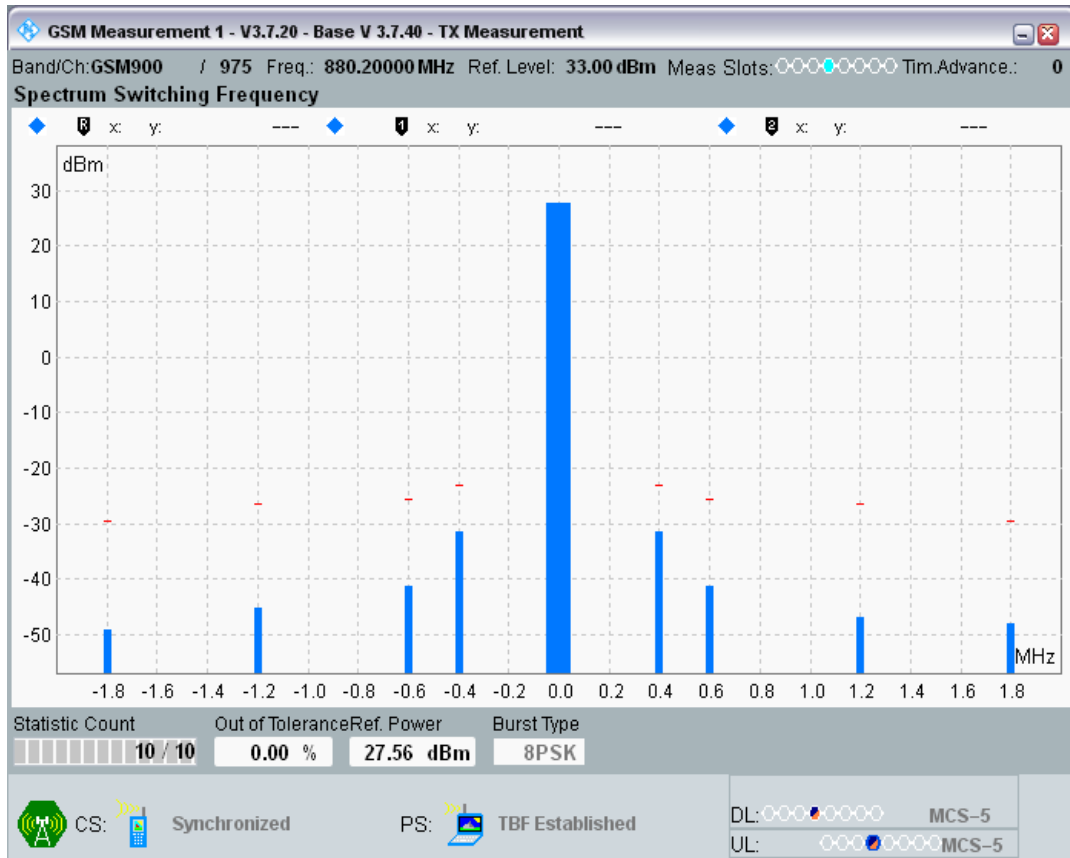 GSM Measurement 1 - V3.7.20 - Base V 3.7.40 - TX Measurement
Band/Ch:GSM900 / 975 Freq.: 880.20000 MHz Ref. Level: 33.00 dBm Meas Slots: Tim.Advance.: 0
Spectrum Switching Frequency
R x: y: --- 1 x: y: --- 2 x: y: ---
dBm
30
20
10
0
-10
-20
-30
-40
-50
MHz
-1.8 -1.6 -1.4 -1.2 -1.0 -0.8 -0.6 -0.4 -0.2 0.0 0.2 0.4 0.6 0.8 1.0 1.2 1.4 1.6 1.8
Statistic Count Out of Tolerance Ref. Power Burst Type
10 / 10 0.00 % 27.56 dBm 8PSK
CS: Synchronized PS: TBF Established DL: MCS-5
UL: MCS-5